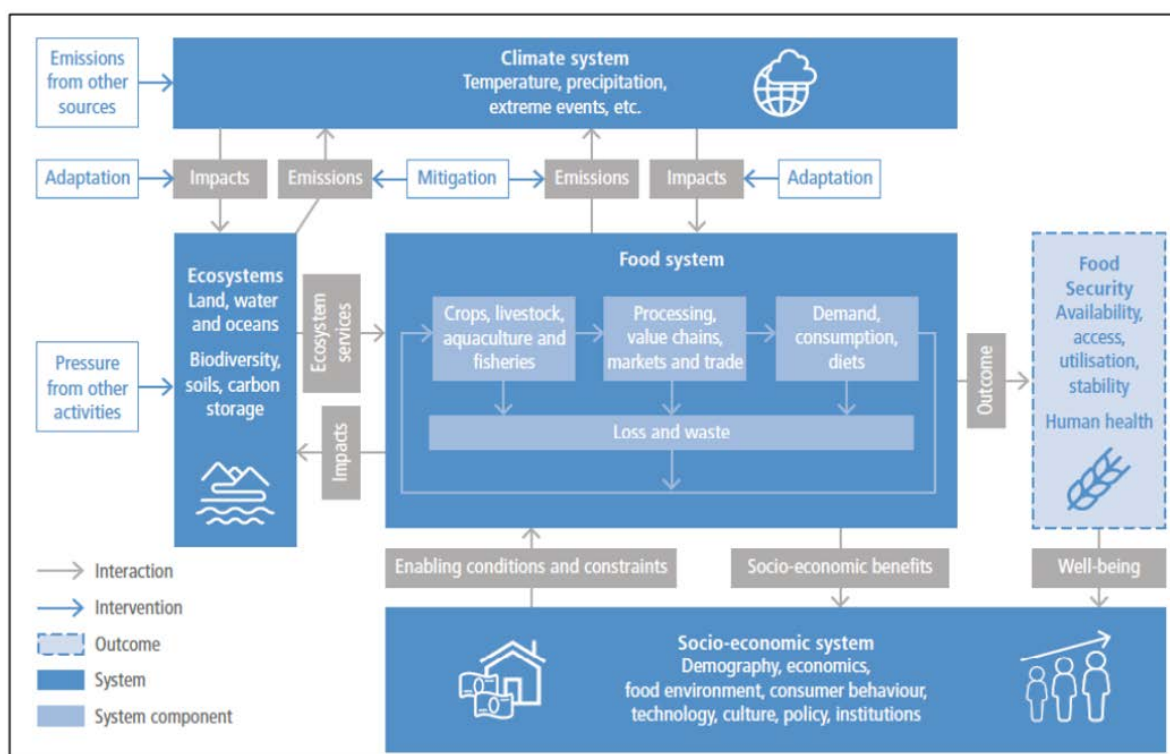 Emissions
from other
sources
Climate system
Temperature, precipitation,
extreme events, etc.
Adaptation
Impacts
Emissions
Mitigation
Emissions
Impacts
Adaptation
Pressure
from other
activities
Ecosystems
Land, water
and oceans
Biodiversity,
soils, carbon
storage
Ecosystem
services
Impacts
Food system
Crops, livestock,
aquaculture and
fisheries
Processing,
value chains,
markets and trade
Demand,
consumption,
diets
Loss and waste
Outcome
Food
Security
Availability,
access,
utilisation,
stability
Human health
Enabling conditions and constraints
Socio-economic benefits
Well-being
Socio-economic system
Demography, economics,
food environment, consumer behaviour,
technology, culture, policy, institutions
Interaction
Intervention
Outcome
System
System component